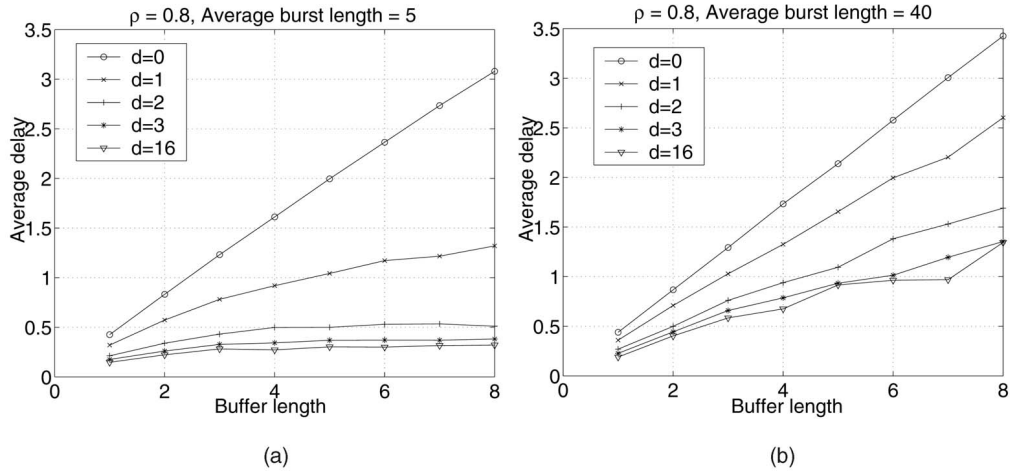 ρ = 0.8, Average burst length = 5
3.5
3
2.5
2
1.5
1
0.5
0
Average delay
d=0
d=1
d=2
d=3
d=16
0 2 4 6 8
Buffer length
(a)
ρ = 0.8, Average burst length = 40
3.5
3
2.5
2
1.5
1
0.5
0
Average delay
d=0
d=1
d=2
d=3
d=16
0 2 4 6 8
Buffer length
(b)